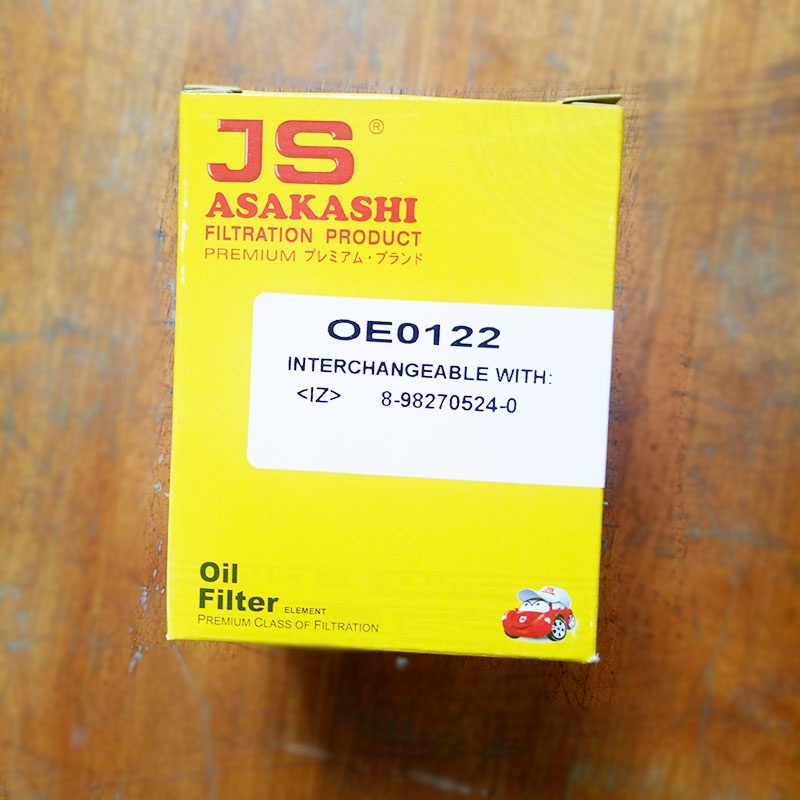 JS®
ASAKASHI
FILTRATION PRODUCT
PREMIUM プレミアム・ブランド
OE0122
INTERCHANGEABLE WITH:
<IZ> 8-98270524-0
Oil
Filter ELEMENT
PREMIUM CLASS OF FILTRATION